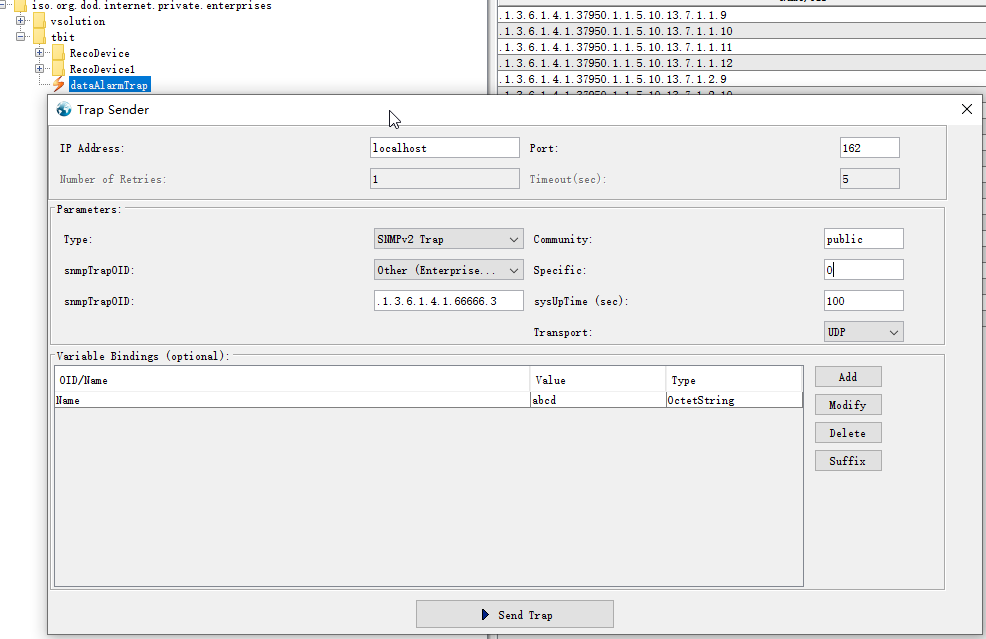 iso.org.dod.internet.private.enterprises
vsolution
tbit
RecoDevice
RecoDevice1
dataAlarmTrap
.1.3.6.1.4.1.37950.1.1.5.10.13.7.1.1.9
.1.3.6.1.4.1.37950.1.1.5.10.13.7.1.1.10
.1.3.6.1.4.1.37950.1.1.5.10.13.7.1.1.11
.1.3.6.1.4.1.37950.1.1.5.10.13.7.1.1.12
.1.3.6.1.4.1.37950.1.1.5.10.13.7.1.2.9
Trap Sender
IP Address: localhost Port: 162
Number of Retries: 1 Timeout(sec): 5
Parameters:
Type: SNMPv2 Trap Community: public
snmpTrapOID: Other (Enterprise... Specific: 0
snmpTrapOID: .1.3.6.1.4.1.66666.3 sysUpTime (sec): 100
Transport: UDP
Variable Bindings (optional):
OID/Name Value Type
Name abcd OctetString
Add
Modify
Delete
Suffix
Send Trap